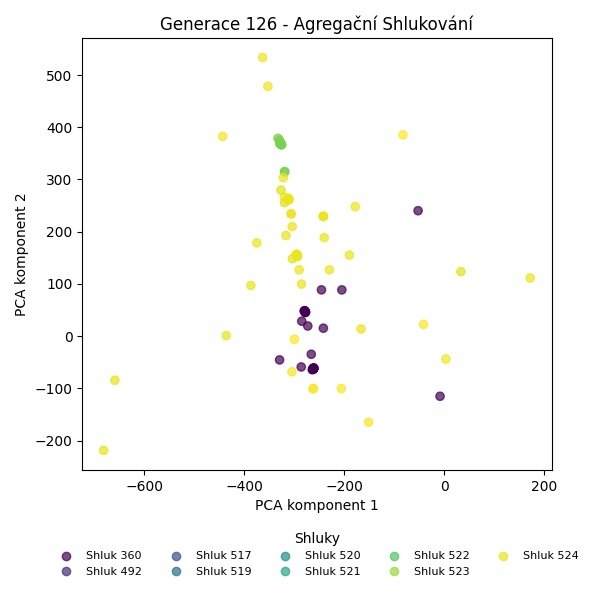 Generace 126 - Agregační Shlukování
PCA komponent 2
500
400
300
200
100
0
−100
−200
−600
−400
−200
0
200
PCA komponent 1
Shluky
Shluk 360
Shluk 517
Shluk 520
Shluk 522
Shluk 524
Shluk 492
Shluk 519
Shluk 521
Shluk 523